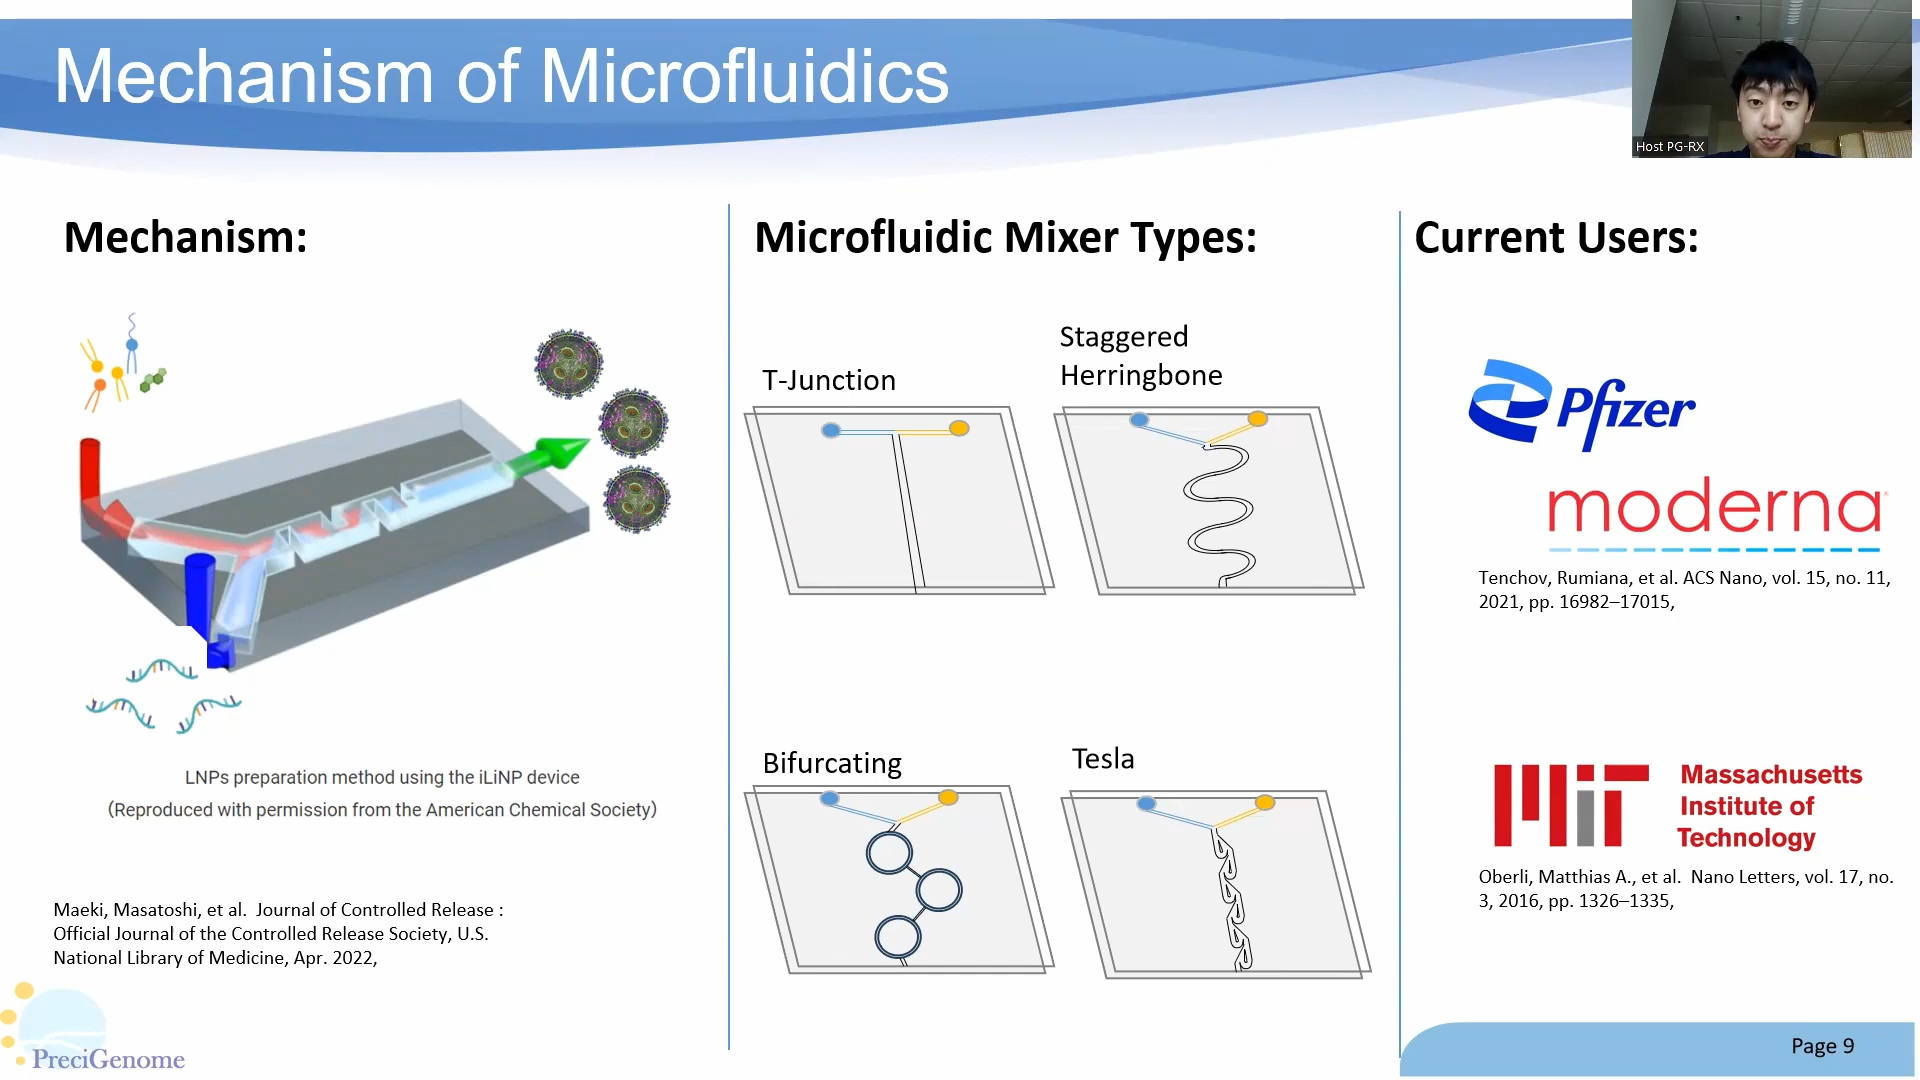 Mechanism of Microfluidics
Host PG-RX
Mechanism:
LNPs preparation method using the iLiNP device
(Reproduced with permission from the American Chemical Society)
Maeki, Masatoshi, et al.  Journal of Controlled Release :
Official Journal of the Controlled Release Society, U.S.
National Library of Medicine, Apr. 2022,
PreciGenome
Microfluidic Mixer Types:
T-Junction
Staggered
Herringbone
Bifurcating
Tesla
Current Users:
Pfizer
moderna
Tenchov, Rumiana, et al. ACS Nano, vol. 15, no. 11,
2021, pp. 16982–17015,
MIT
Massachusetts
Institute of
Technology
Oberli, Matthias A., et al.  Nano Letters, vol. 17, no.
3, 2016, pp. 1326–1335,
Page 9